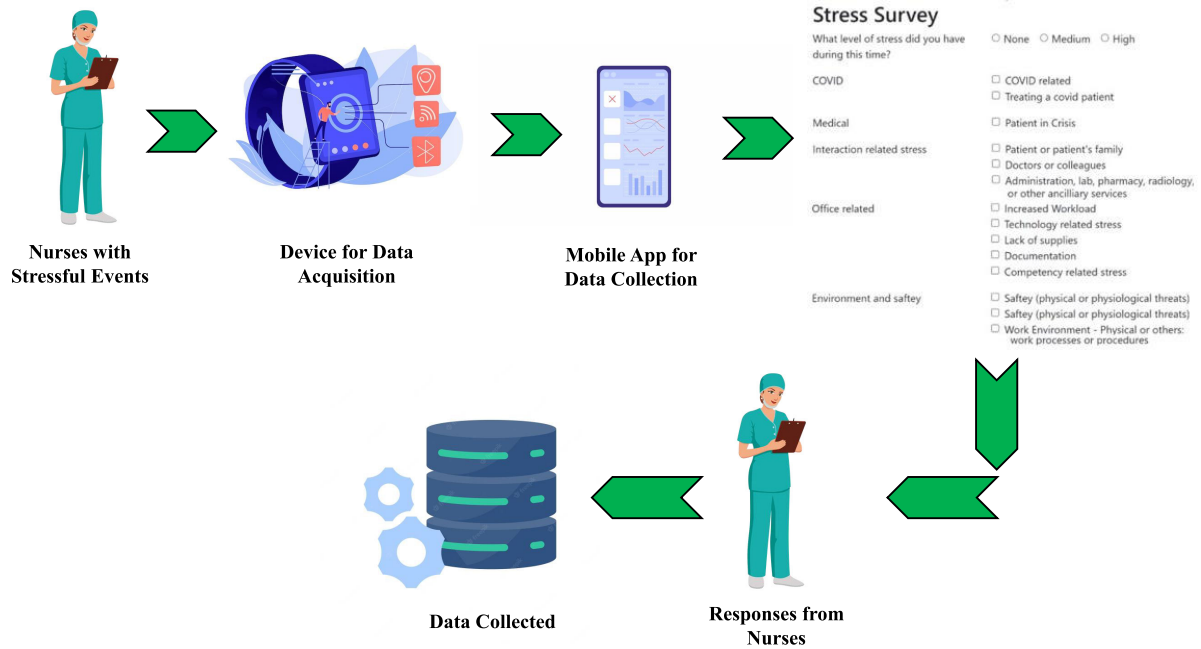 Stress Survey
What level of stress did you have
during this time?
None Medium High
COVID
COVID related
Treating a covid patient
Medical
Patient in Crisis
Interaction related stress
Patient or patient's family
Doctors or colleagues
Administration, lab, pharmacy, radiology,
or other ancilliary services
Office related
Increased Workload
Technology related stress
Lack of supplies
Documentation
Competency related stress
Environment and saftey
Saftey (physical or physiological threats)
Saftey (physical or physiological threats)
Work Environment - Physical or others:
work processes or procedures
Nurses with
Stressful Events
Device for Data
Acquisition
Mobile App for
Data Collection
Data Collected
Responses from
Nurses